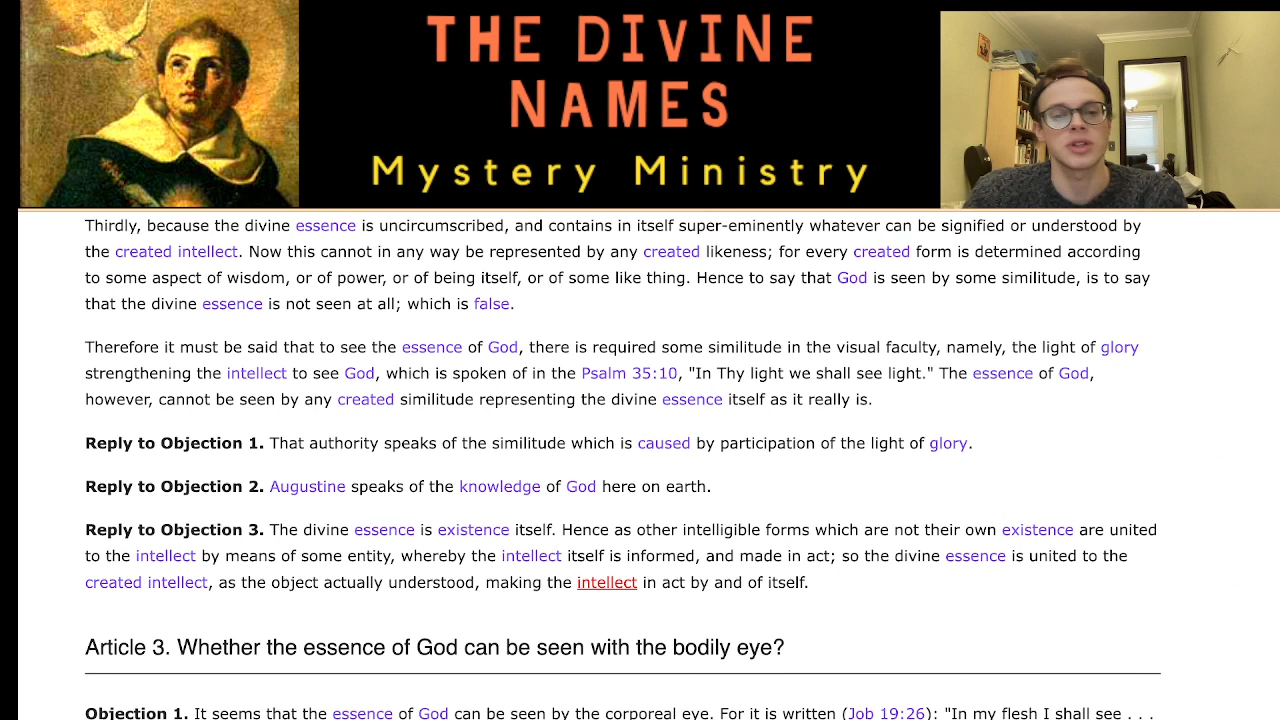 THE DIVINE
NAMES
Mystery Ministry
Thirdly, because the divine essence is uncircumscribed, and contains in itself super-eminently whatever can be signified or understood by
the created intellect. Now this cannot in any way be represented by any created likeness; for every created form is determined according
to some aspect of wisdom, or of power, or of being itself, or of some like thing. Hence to say that God is seen by some similitude, is to say
that the divine essence is not seen at all; which is false.
Therefore it must be said that to see the essence of God, there is required some similitude in the visual faculty, namely, the light of glory
strengthening the intellect to see God, which is spoken of in the Psalm 35:10, "In Thy light we shall see light." The essence of God,
however, cannot be seen by any created similitude representing the divine essence itself as it really is.
Reply to Objection 1. That authority speaks of the similitude which is caused by participation of the light of glory.
Reply to Objection 2. Augustine speaks of the knowledge of God here on earth.
Reply to Objection 3. The divine essence is existence itself. Hence as other intelligible forms which are not their own existence are united
to the intellect by means of some entity, whereby the intellect itself is informed, and made in act; so the divine essence is united to the
created intellect, as the object actually understood, making the intellect in act by and of itself.
Article 3. Whether the essence of God can be seen with the bodily eye?
Objection 1. It seems that the essence of God can be seen by the corporeal eye. For it is written (Job 19:26): "In my flesh I shall see . . .